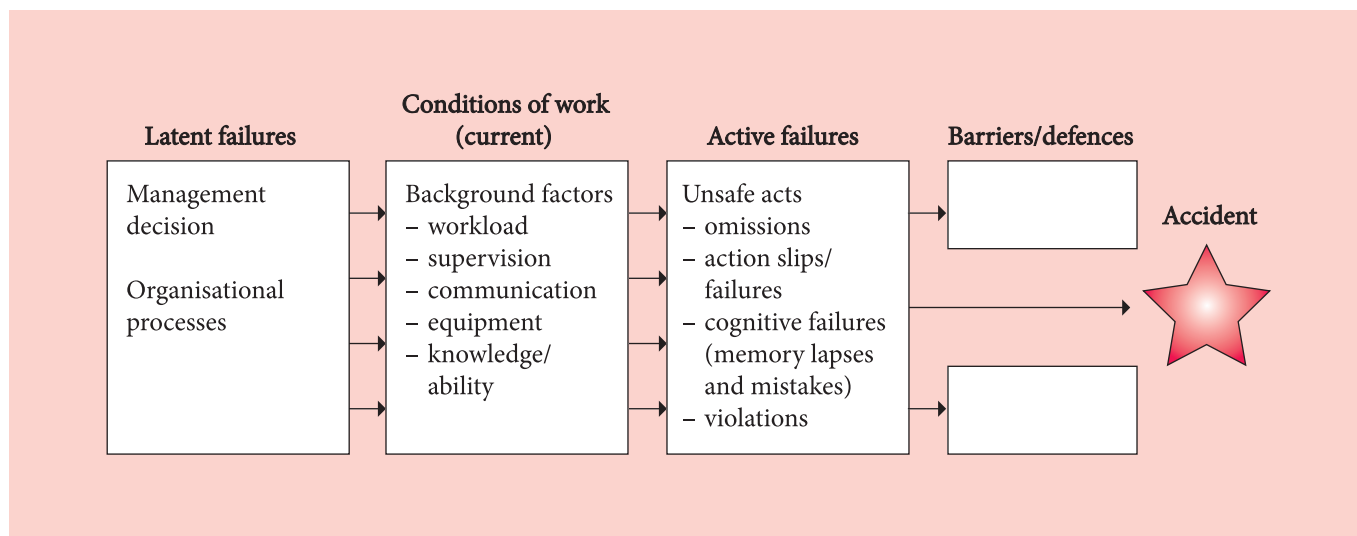 Latent failures
Conditions of work
(current)
Active failures
Barriers/defences
Management
decision
Organisational
processes
Background factors
– workload
– supervision
– communication
– equipment
– knowledge/
ability
Unsafe acts
– omissions
– action slips/
failures
– cognitive failures
(memory lapses
and mistakes)
– violations
Accident